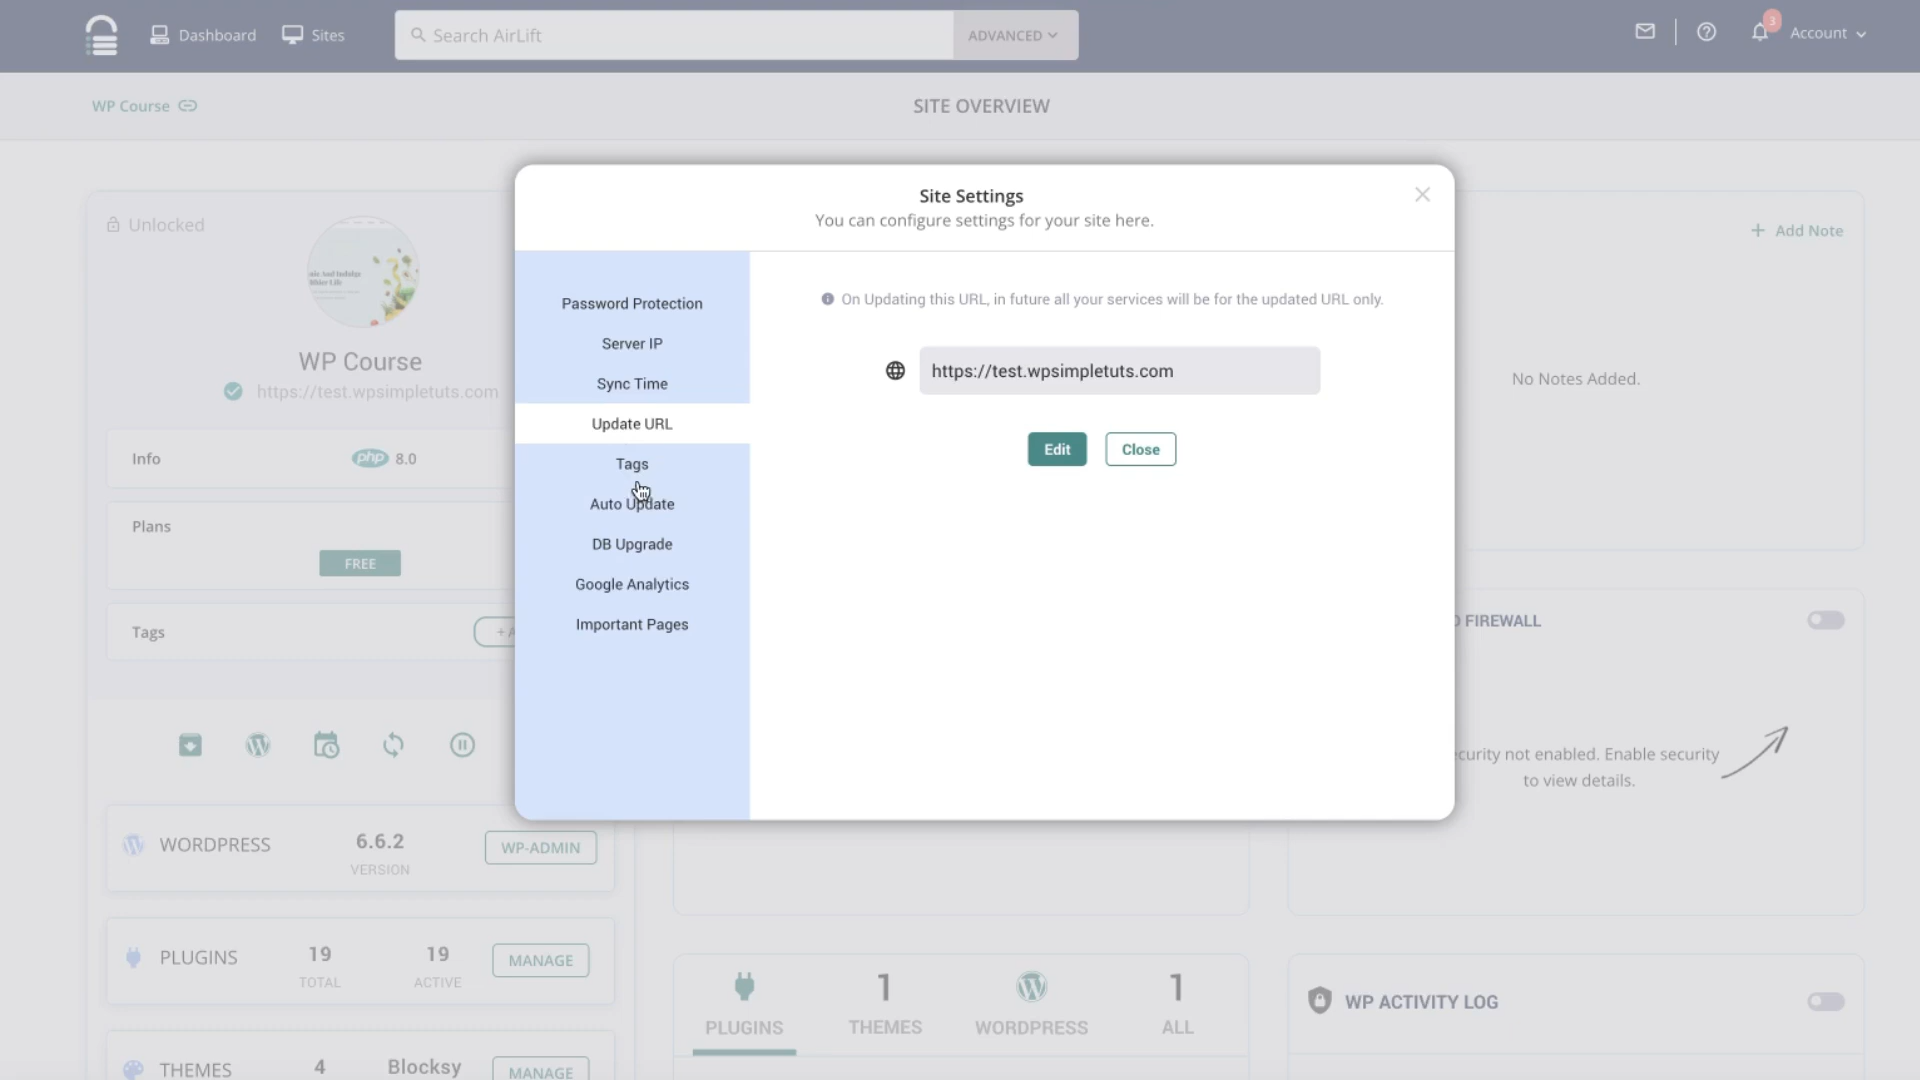 Dashboard
Sites
Search AirLift
ADVANCED
3
Account
WP Course
SITE OVERVIEW
Unlocked
WP Course
https://test.wpsimpletuts.com
Info
php 8.0
Plans
FREE
Tags
+ A
WORDPRESS
6.6.2
VERSION
WP-ADMIN
PLUGINS
19
TOTAL
19
ACTIVE
MANAGE
THEMES
4
Blocksy
MANAGE
Site Settings
You can configure settings for your site here.
Password Protection
Server IP
Sync Time
Update URL
Tags
Auto Update
DB Upgrade
Google Analytics
Important Pages
On Updating this URL, in future all your services will be for the updated URL only.
https://test.wpsimpletuts.com
Edit
Close
PLUGINS
1
THEMES
WORDPRESS
1
ALL
+ Add Note
No Notes Added.
FIREWALL
curity not enabled. Enable security
to view details.
WP ACTIVITY LOG